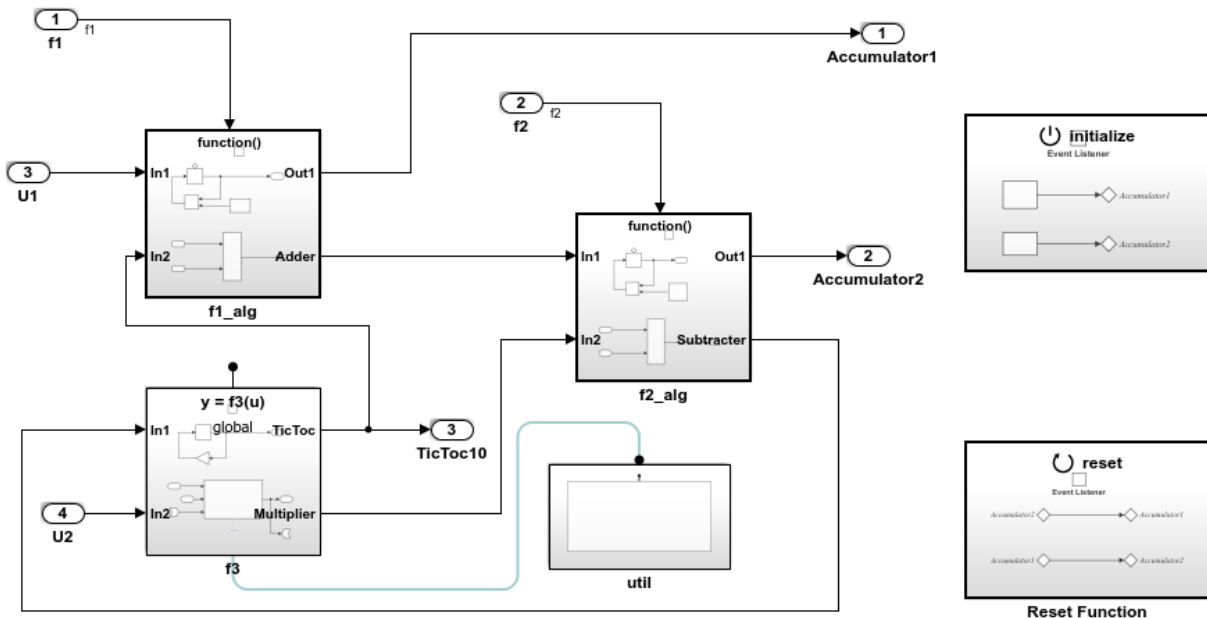 1
f1
f1
1
Accumulator1
2
f2
f2
function()
In1
Out1
3
U1
In2
Adder
f1_alg
function()
In1
Out1
2
Accumulator2
In2
Subtracter
f2_alg
initialize
Event Listener
Accumulator1
Accumulator2
y = f3(u)
global
In1
TicToc
3
TicToc10
4
U2
In2
Multiplier
f3
util
reset
Event Listener
Accumulator2
Accumulator1
Accumulator1
Accumulator2
Reset Function